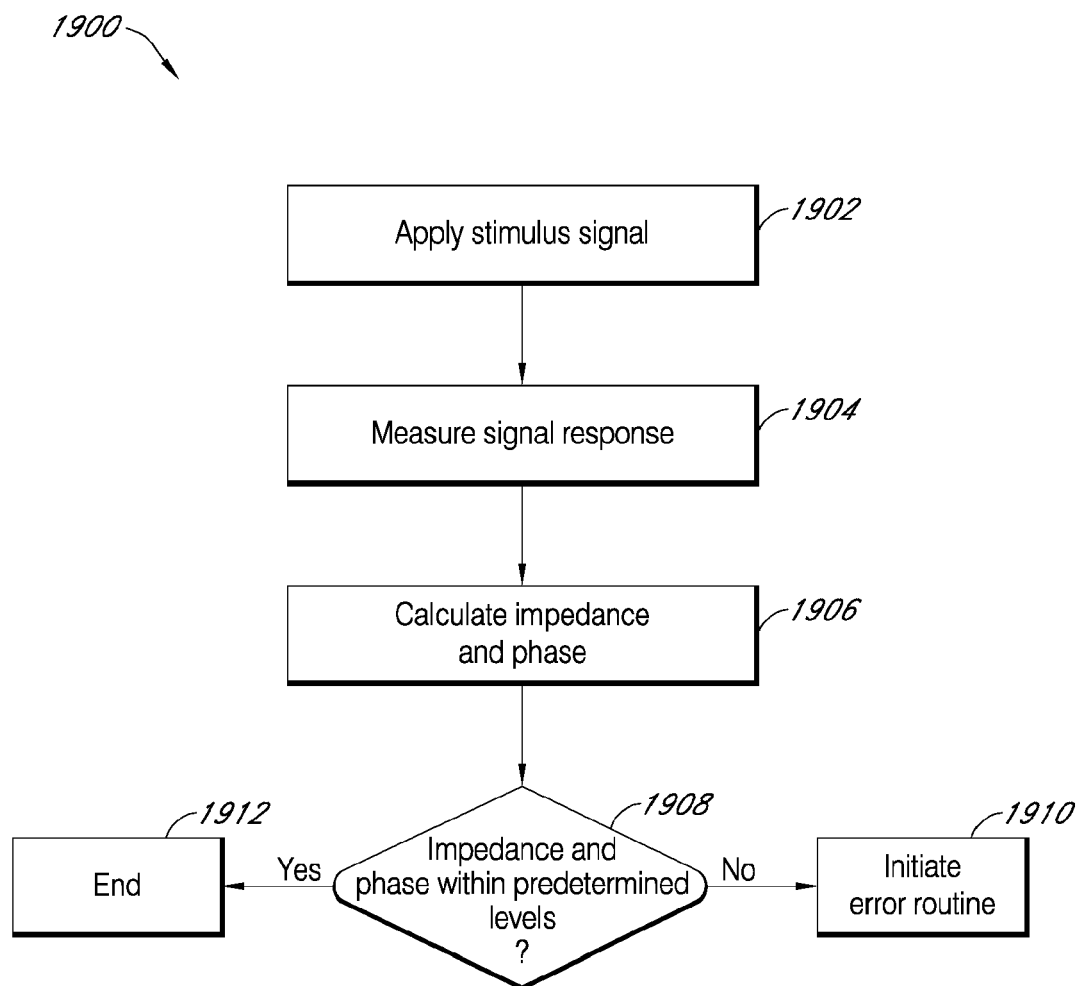 1900
1902
Apply stimulus signal
1904
Measure signal response
1906
Calculate impedance
and phase
1908
Impedance and
phase within predetermined
levels
?
Yes
1912
End
No
1910
Initiate
error routine